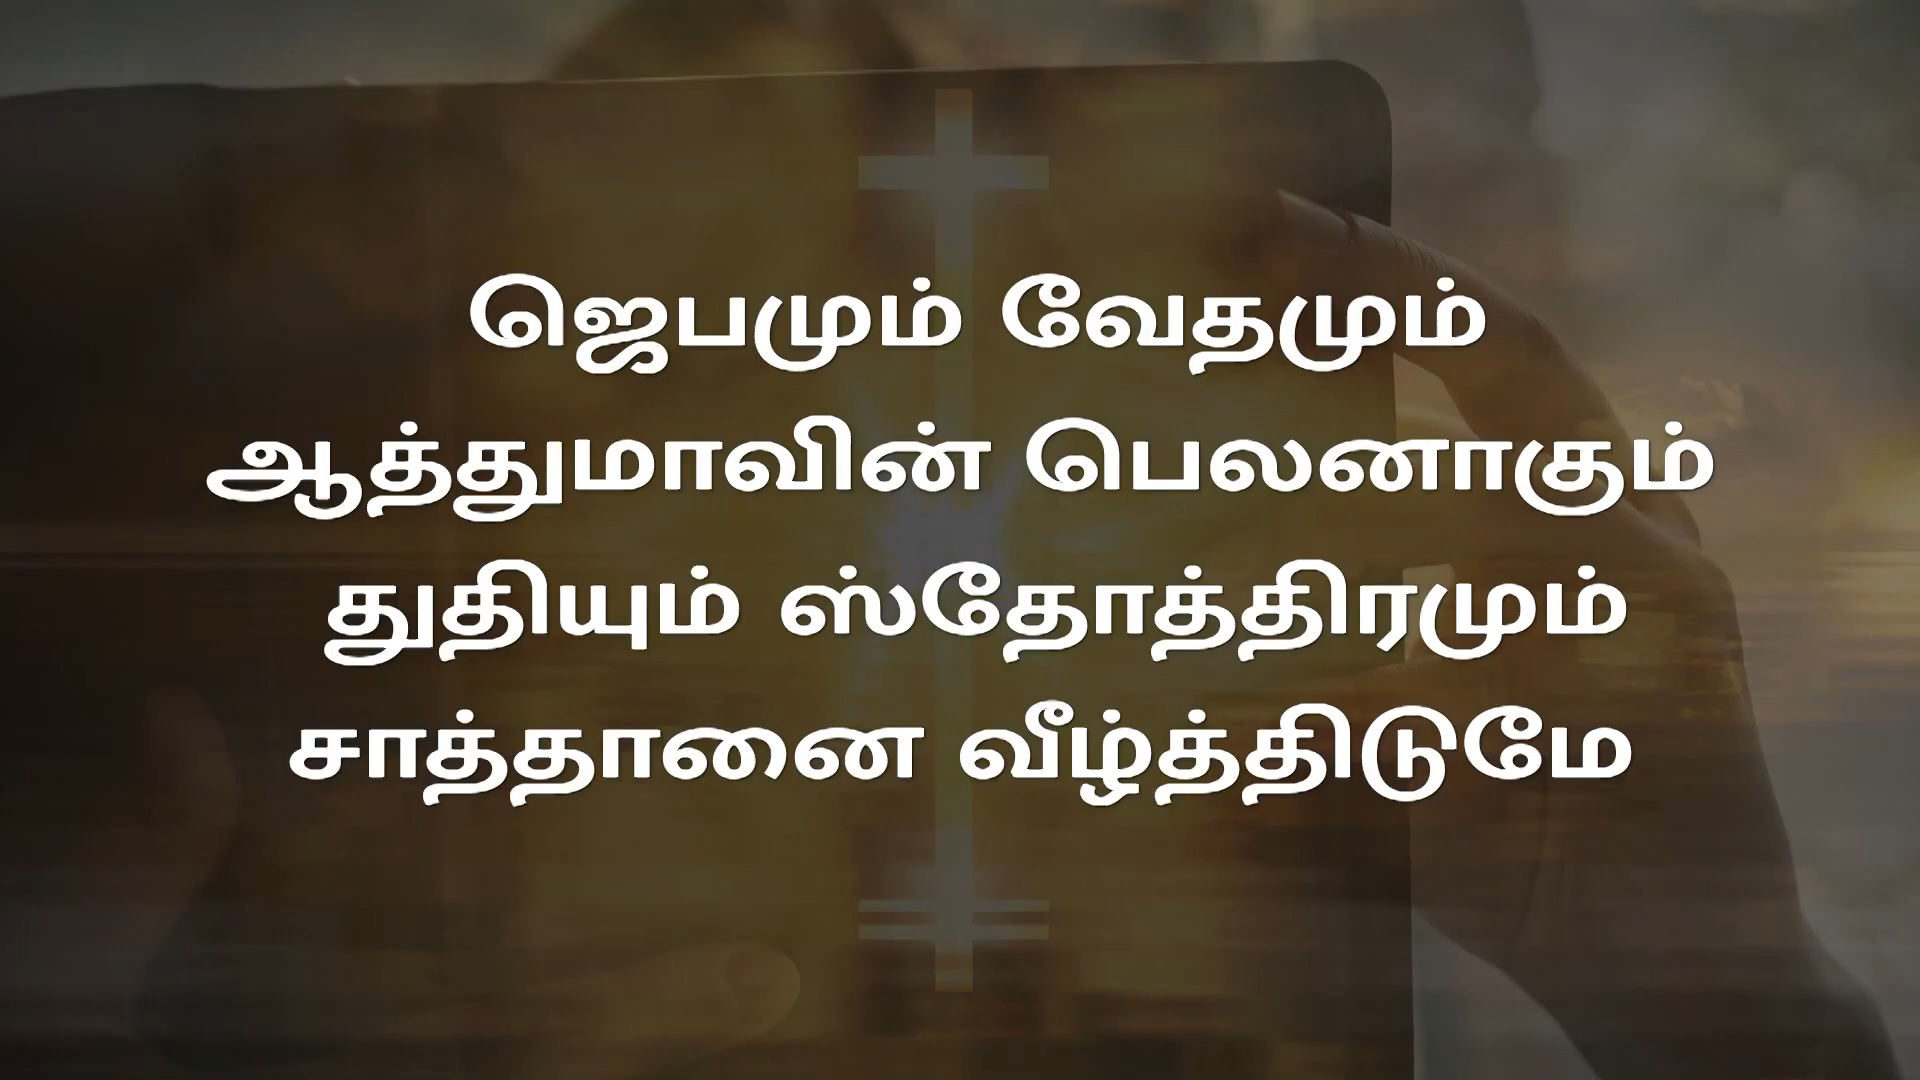 ஜெபமும் வேதமும்
ஆத்துமாவின் பெலனாகும்
துதியும் ஸ்தோத்திரமும்
சாத்தானை வீழ்த்திடுமே